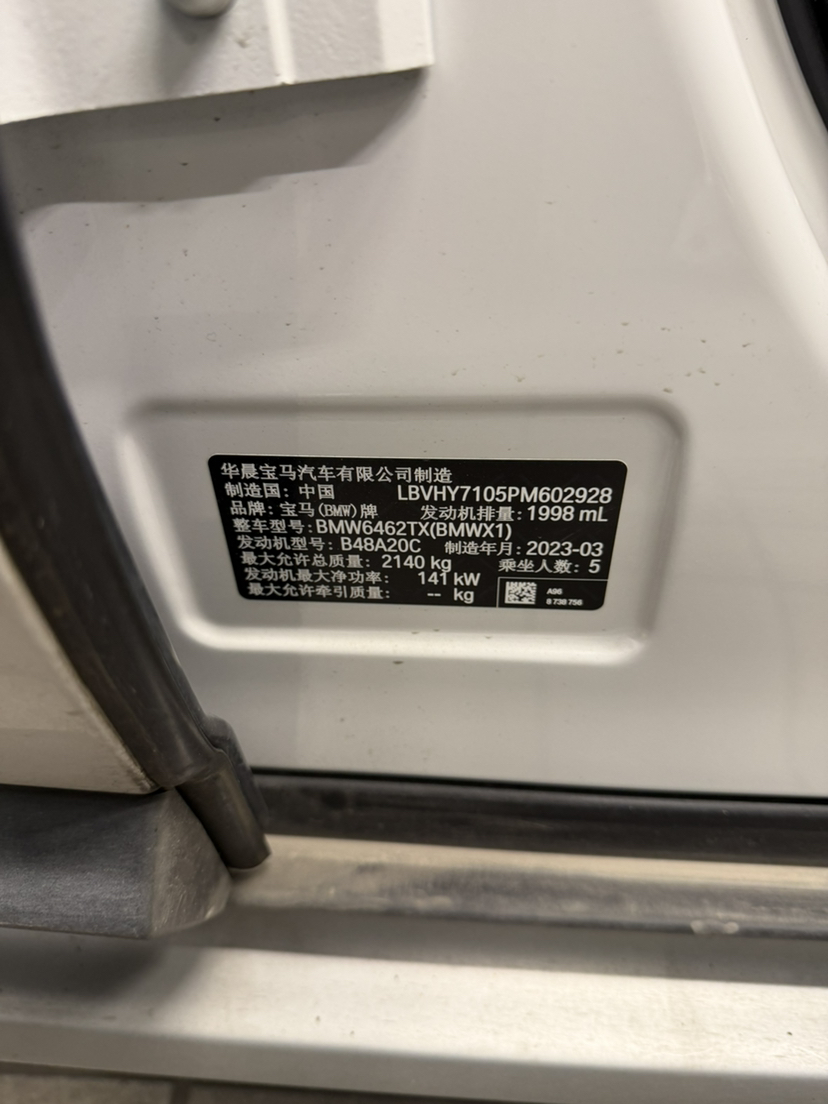 华晨宝马汽车有限公司制造
制造国: 中国 LBVHY7105PM602928
品牌: 宝马(BMW)牌 发动机排量: 1998 mL
整车型号: BMW6462TX(BMWX1)
发动机型号: B48A20C 制造年月: 2023-03
最大允许总质量: 2140 kg 乘坐人数: 5
发动机最大净功率: 141 kW
最大允许牵引质量: -- kg
A96
8 738 756